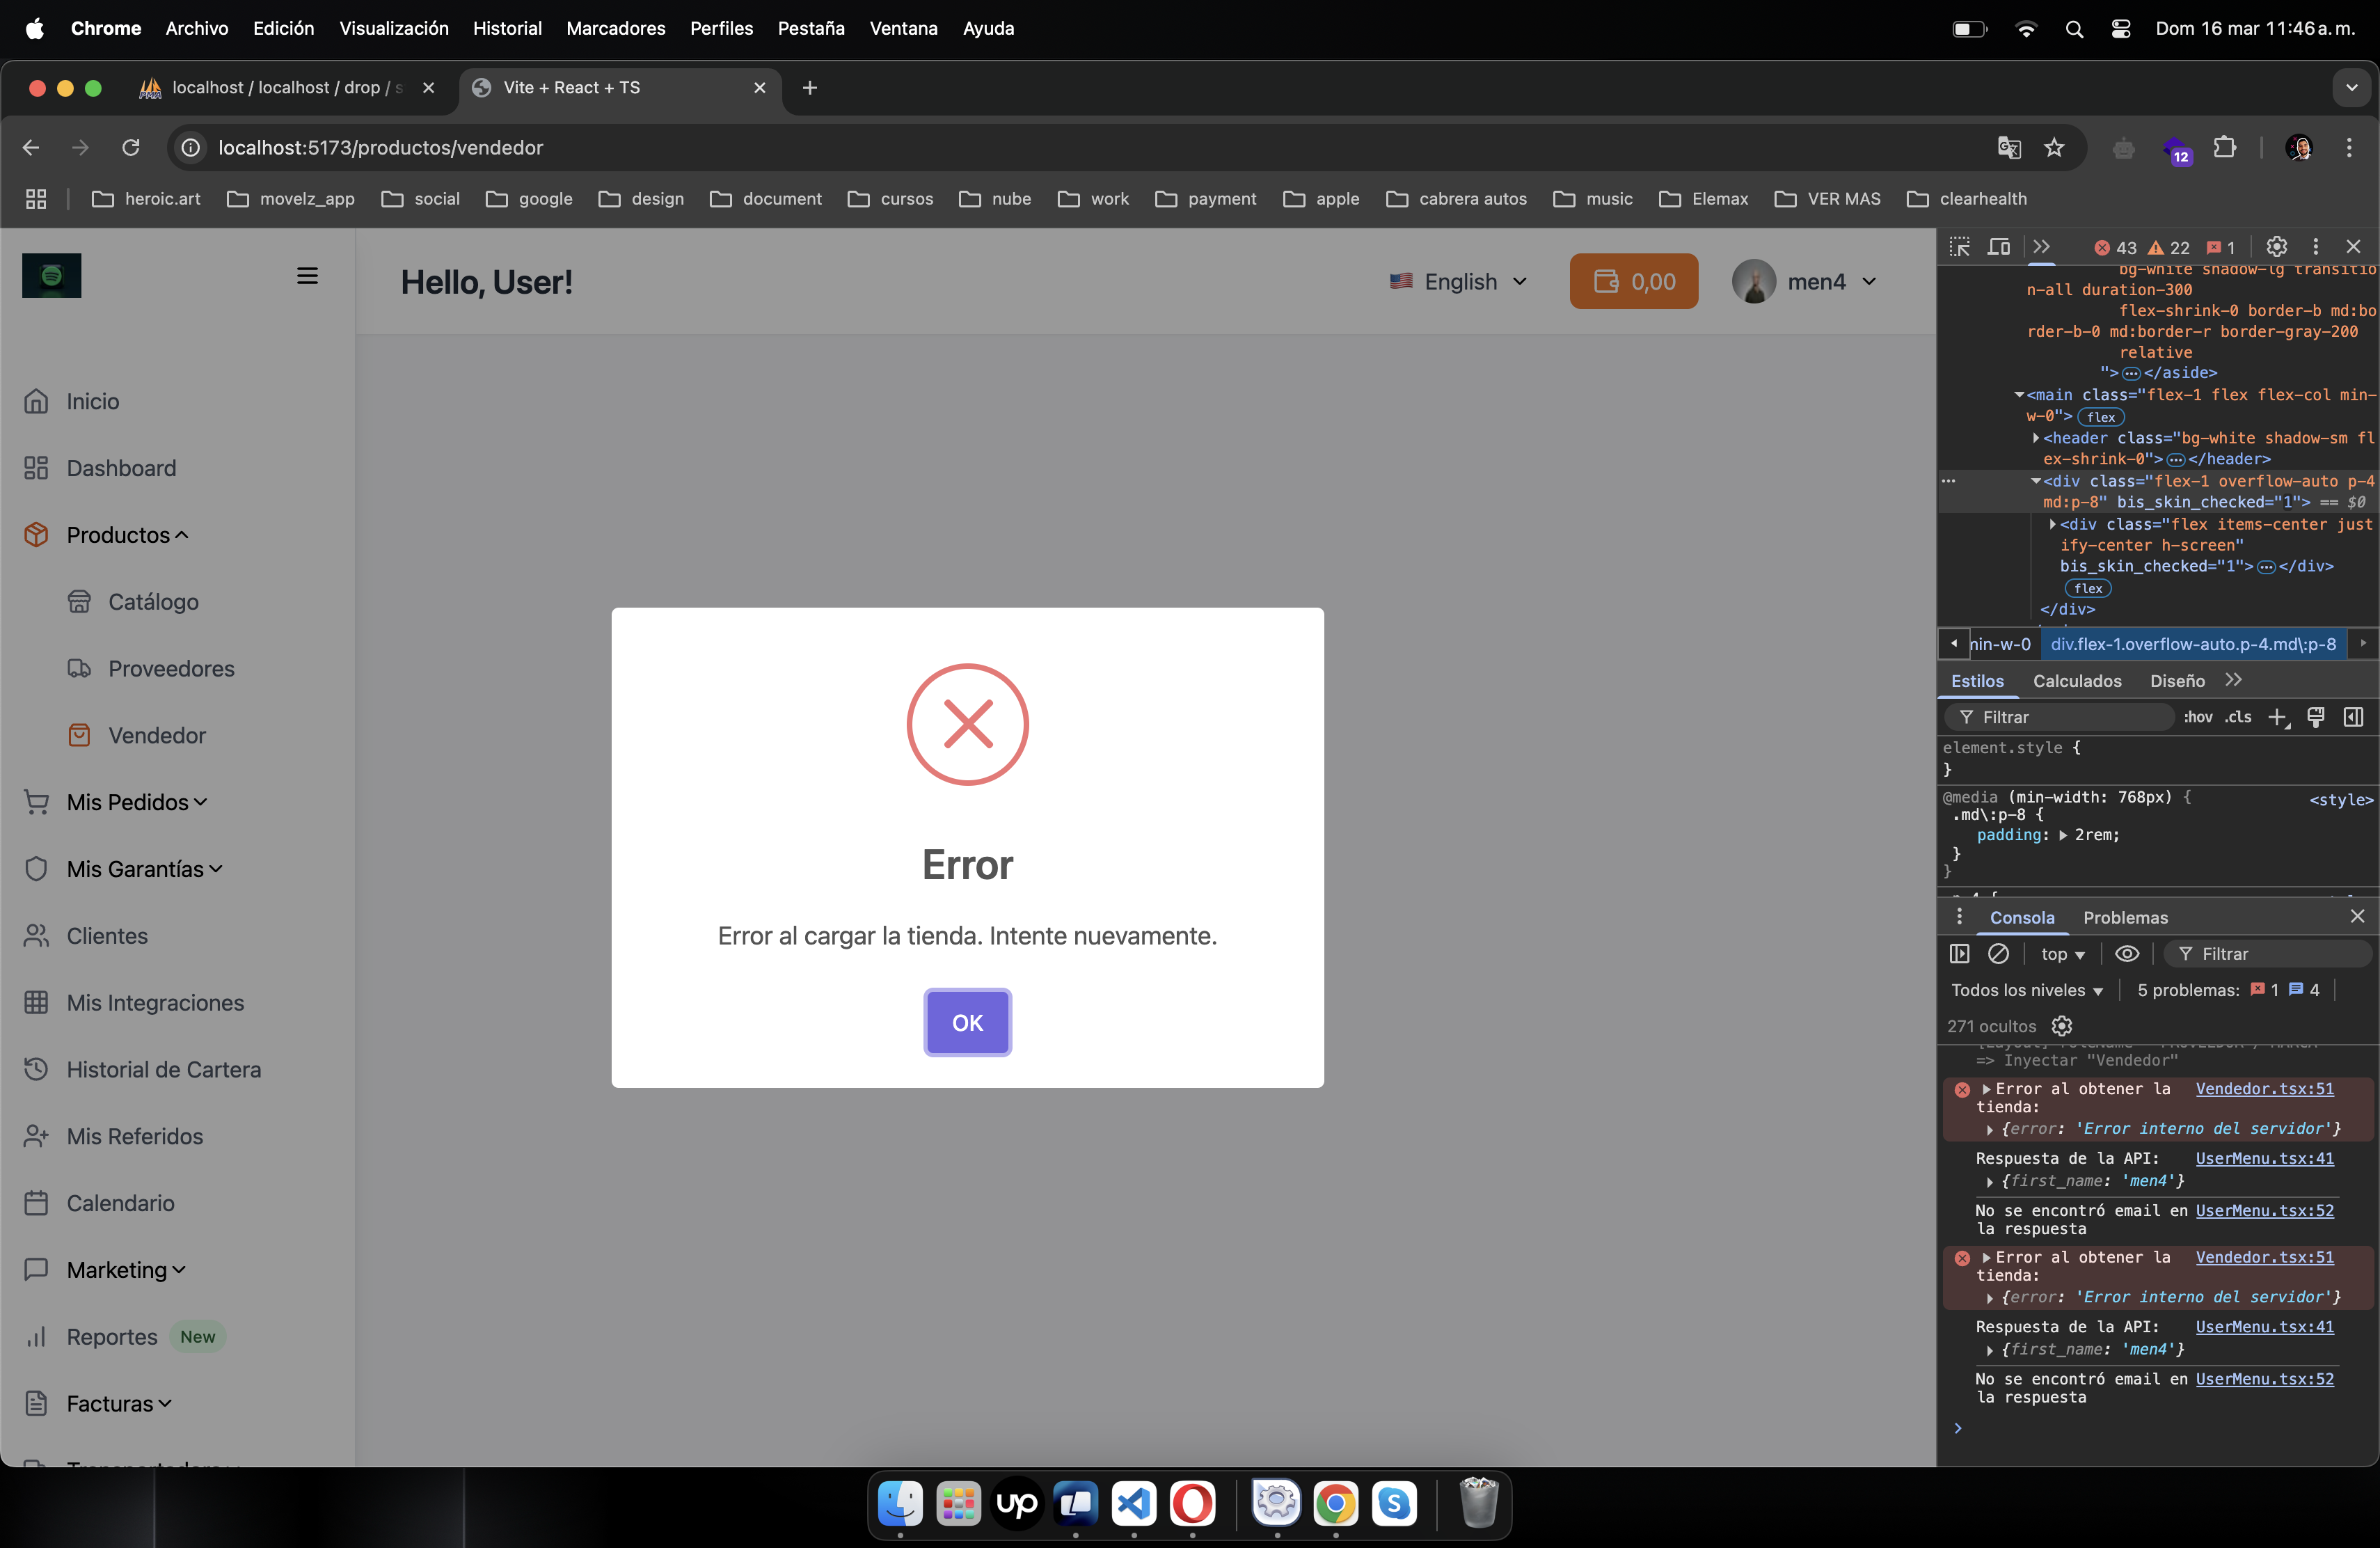 Chrome Archivo Edición Visualización Historial Marcadores Perfiles Pestaña Ventana Ayuda
Dom 16 mar 11:46 a. m.
localhost / localhost / drop /
Vite + React + TS
localhost:5173/productos/vendedor
12
heroic.art movelz_app social google design document cursos nube work payment apple cabrera autos music Elemax VER MAS clearhealth
Hello, User!
English
0,00
men4
Inicio
Dashboard
Productos
Catálogo
Proveedores
Vendedor
Mis Pedidos
Mis Garantías
Clientes
Mis Integraciones
Historial de Cartera
Mis Referidos
Calendario
Marketing
Reportes New
Facturas
Error
Error al cargar la tienda. Intente nuevamente.
OK
43 22 1
bg-white shadow-lg transitio
n-all duration-300
flex-shrink-0 border-b md:bo
rder-b-0 md:border-r border-gray-200
relative
">…</aside>
<main class="flex-1 flex flex-col min-
w-0"> flex
<header class="bg-white shadow-sm fl
ex-shrink-0">…</header>
… <div class="flex-1 overflow-auto p-4
md:p-8" bis_skin_checked="1"> == $0
<div class="flex items-center just
ify-center h-screen"
bis_skin_checked="1">…</div>
flex
</div>
min-w-0 div.flex-1.overflow-auto.p-4.md\:p-8
Estilos Calculados Diseño
Filtrar :hov .cls
element.style {
}
@media (min-width: 768px) { <style>
.md\:p-8 {
padding: 2rem;
}
}
Consola Problemas
top Filtrar
Todos los niveles 5 problemas: 1 4
271 ocultos
=> Inyectar "Vendedor"
Error al obtener la Vendedor.tsx:51
tienda:
{error: 'Error interno del servidor'}
Respuesta de la API: UserMenu.tsx:41
{first_name: 'men4'}
No se encontró email en UserMenu.tsx:52
la respuesta
Error al obtener la Vendedor.tsx:51
tienda:
{error: 'Error interno del servidor'}
Respuesta de la API: UserMenu.tsx:41
{first_name: 'men4'}
No se encontró email en UserMenu.tsx:52
la respuesta
up